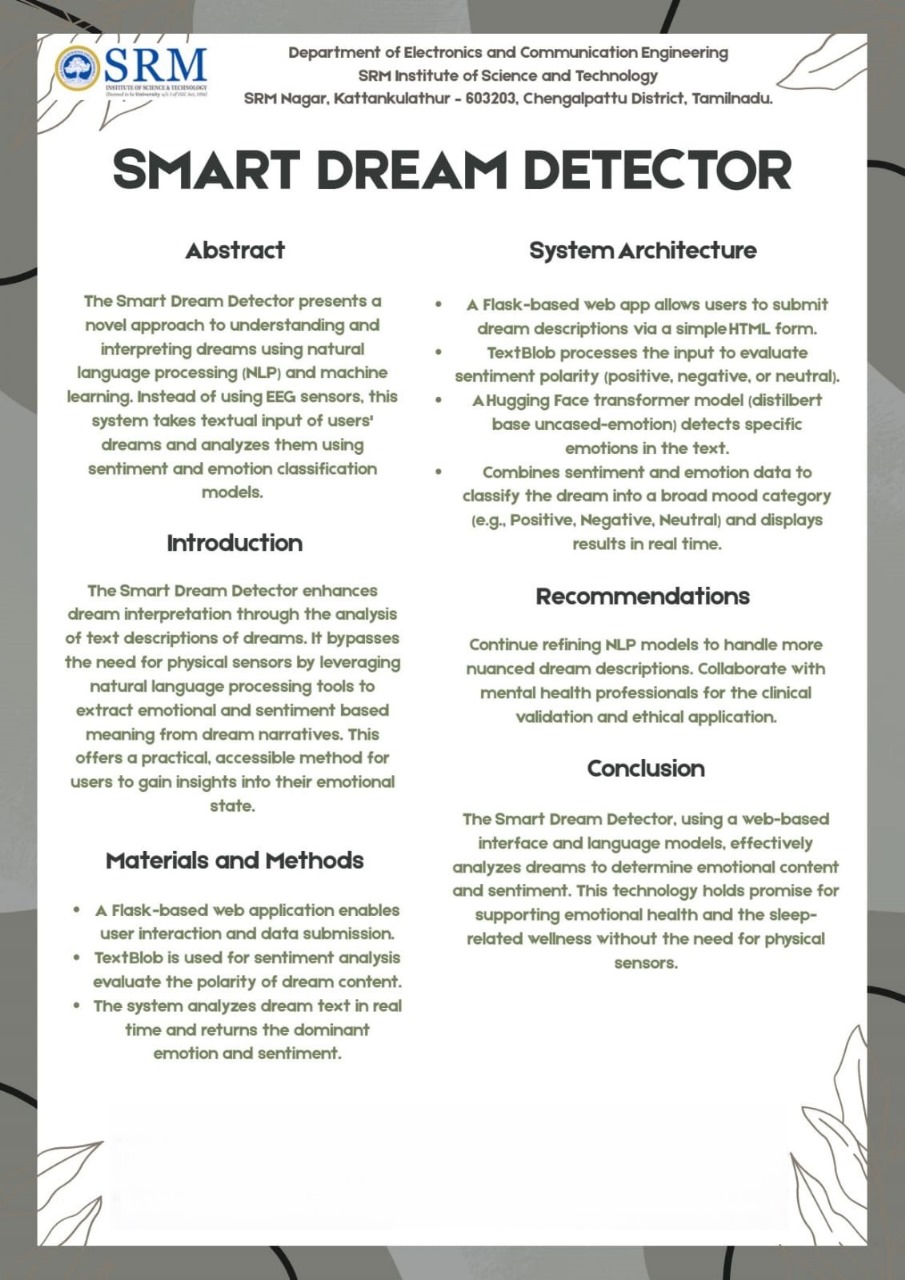 SRM
INSTITUTE OF SCIENCE & TECHNOLOGY
(Deemed to be University u/s 3 of UGC Act, 1956)
Department of Electronics and Communication Engineering
SRM Institute of Science and Technology
SRM Nagar, Kattankulathur - 603203, Chengalpattu District, Tamilnadu.
SMART DREAM DETECTOR
Abstract
The Smart Dream Detector presents a
novel approach to understanding and
interpreting dreams using natural
language processing (NLP) and machine
learning. Instead of using EEG sensors, this
system takes textual input of users'
dreams and analyzes them using
sentiment and emotion classification
models.
Introduction
The Smart Dream Detector enhances
dream interpretation through the analysis
of text descriptions of dreams. It bypasses
the need for physical sensors by leveraging
natural language processing tools to
extract emotional and sentiment based
meaning from dream narratives. This
offers a practical, accessible method for
users to gain insights into their emotional
state.
Materials and Methods
• A Flask-based web application enables
user interaction and data submission.
• TextBlob is used for sentiment analysis
evaluate the polarity of dream content.
• The system analyzes dream text in real
time and returns the dominant
emotion and sentiment.
System Architecture
• A Flask-based web app allows users to submit
dream descriptions via a simple HTML form.
• TextBlob processes the input to evaluate
sentiment polarity (positive, negative, or neutral).
• A Hugging Face transformer model (distilbert
base uncased-emotion) detects specific
emotions in the text.
• Combines sentiment and emotion data to
classify the dream into a broad mood category
(e.g., Positive, Negative, Neutral) and displays
results in real time.
Recommendations
Continue refining NLP models to handle more
nuanced dream descriptions. Collaborate with
mental health professionals for the clinical
validation and ethical application.
Conclusion
The Smart Dream Detector, using a web-based
interface and language models, effectively
analyzes dreams to determine emotional content
and sentiment. This technology holds promise for
supporting emotional health and the sleep-
related wellness without the need for physical
sensors.